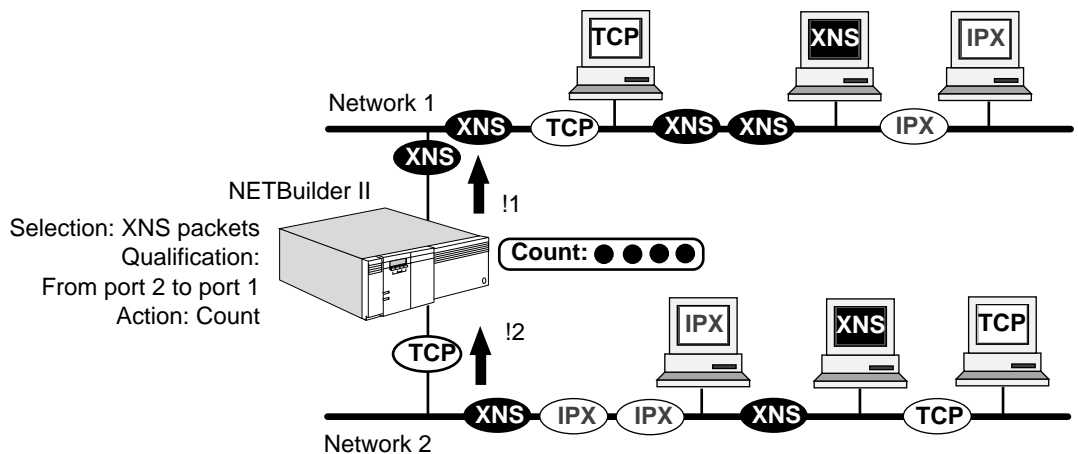 TCP
XNS
IPX
Network 1
XNS
TCP
XNS
XNS
IPX
XNS
NETBuilder II
!1
Selection: XNS packets
Qualification:
From port 2 to port 1
Action: Count
Count:
IPX
XNS
TCP
TCP
!2
XNS
IPX
IPX
XNS
TCP
Network 2